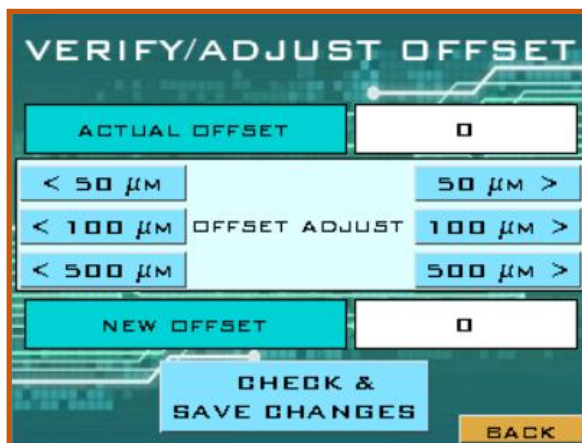 VERIFY/ADJUST OFFSET
ACTUAL OFFSET 0
< 50 µM 50 µM >
< 100 µM OFFSET ADJUST 100 µM >
< 500 µM 500 µM >
NEW OFFSET 0
CHECK &
SAVE CHANGES
BACK